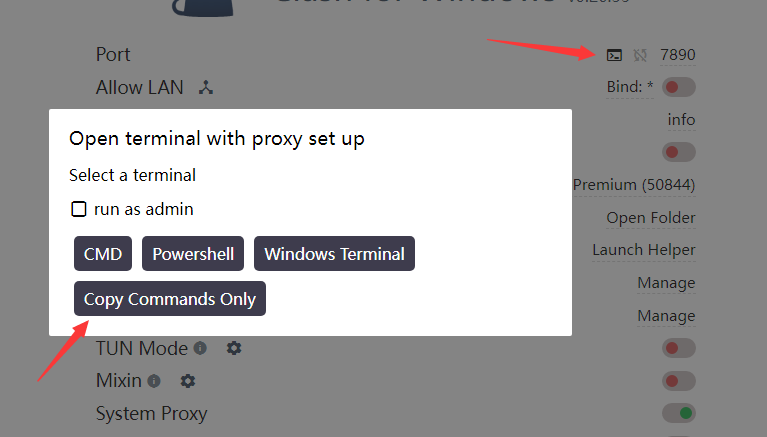 Port 7890
Allow LAN Bind: *
info
Open terminal with proxy set up
Select a terminal
run as admin
Premium (50844)
CMD Powershell Windows Terminal
Open Folder
Launch Helper
Copy Commands Only
Manage
Manage
TUN Mode
Mixin
System Proxy